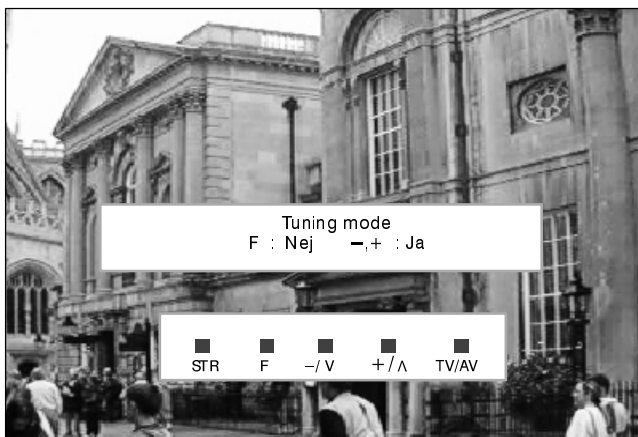 Tuning mode
F : Nej −,+ : Ja
STR F −/V +/Λ TV/AV